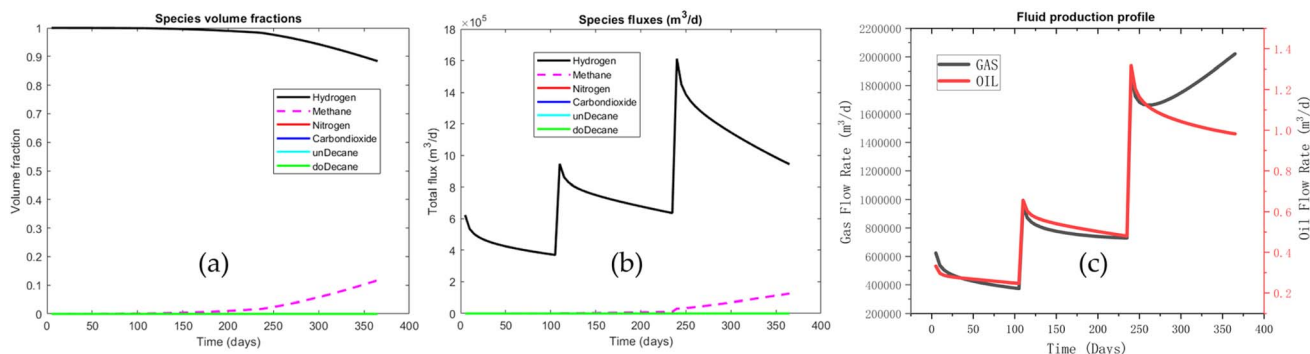 Species volume fractions
1
0.9
0.8
0.7
0.6
0.5
0.4
0.3
0.2
0.1
0
Volume fraction
Hydrogen
Methane
Nitrogen
Carbondioxide
unDecane
doDecane
(a)
0 50 100 150 200 250 300 350 400
Time (days)
Species fluxes (m³/d)
×10⁵
18
16
14
12
10
8
6
4
2
0
Total flux (m³/d)
Hydrogen
Methane
Nitrogen
Carbondioxide
unDecane
doDecane
(b)
0 50 100 150 200 250 300 350 400
Time (days)
Fluid production profile
2200000
2000000
1800000
1600000
1400000
1200000
1000000
800000
600000
400000
200000
Gas Flow Rate (m³/d)
GAS
OIL
(c)
1.4
1.2
1.0
0.8
0.6
0.4
0.2
Oil Flow Rate (m³/d)
0 50 100 150 200 250 300 350 400
Time (Days)